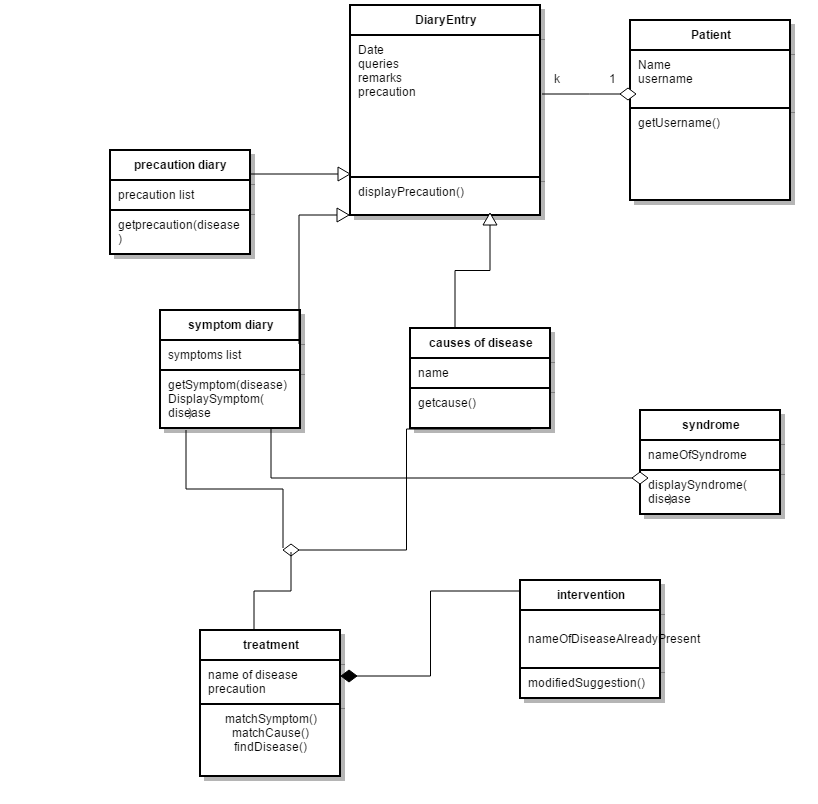 DiaryEntry
Date
queries
remarks
precaution
displayPrecaution()
k
1
Patient
Name
username
getUsername()
precaution diary
precaution list
getprecaution(disease
)
symptom diary
symptoms list
getSymptom(disease)
DisplaySymptom(
disease
)
causes of disease
name
getcause()
syndrome
nameOfSyndrome
displaySyndrome(
disease
)
treatment
name of disease
precaution
matchSymptom()
matchCause()
findDisease()
intervention
nameOfDiseaseAlreadyPresent
modifiedSuggestion()